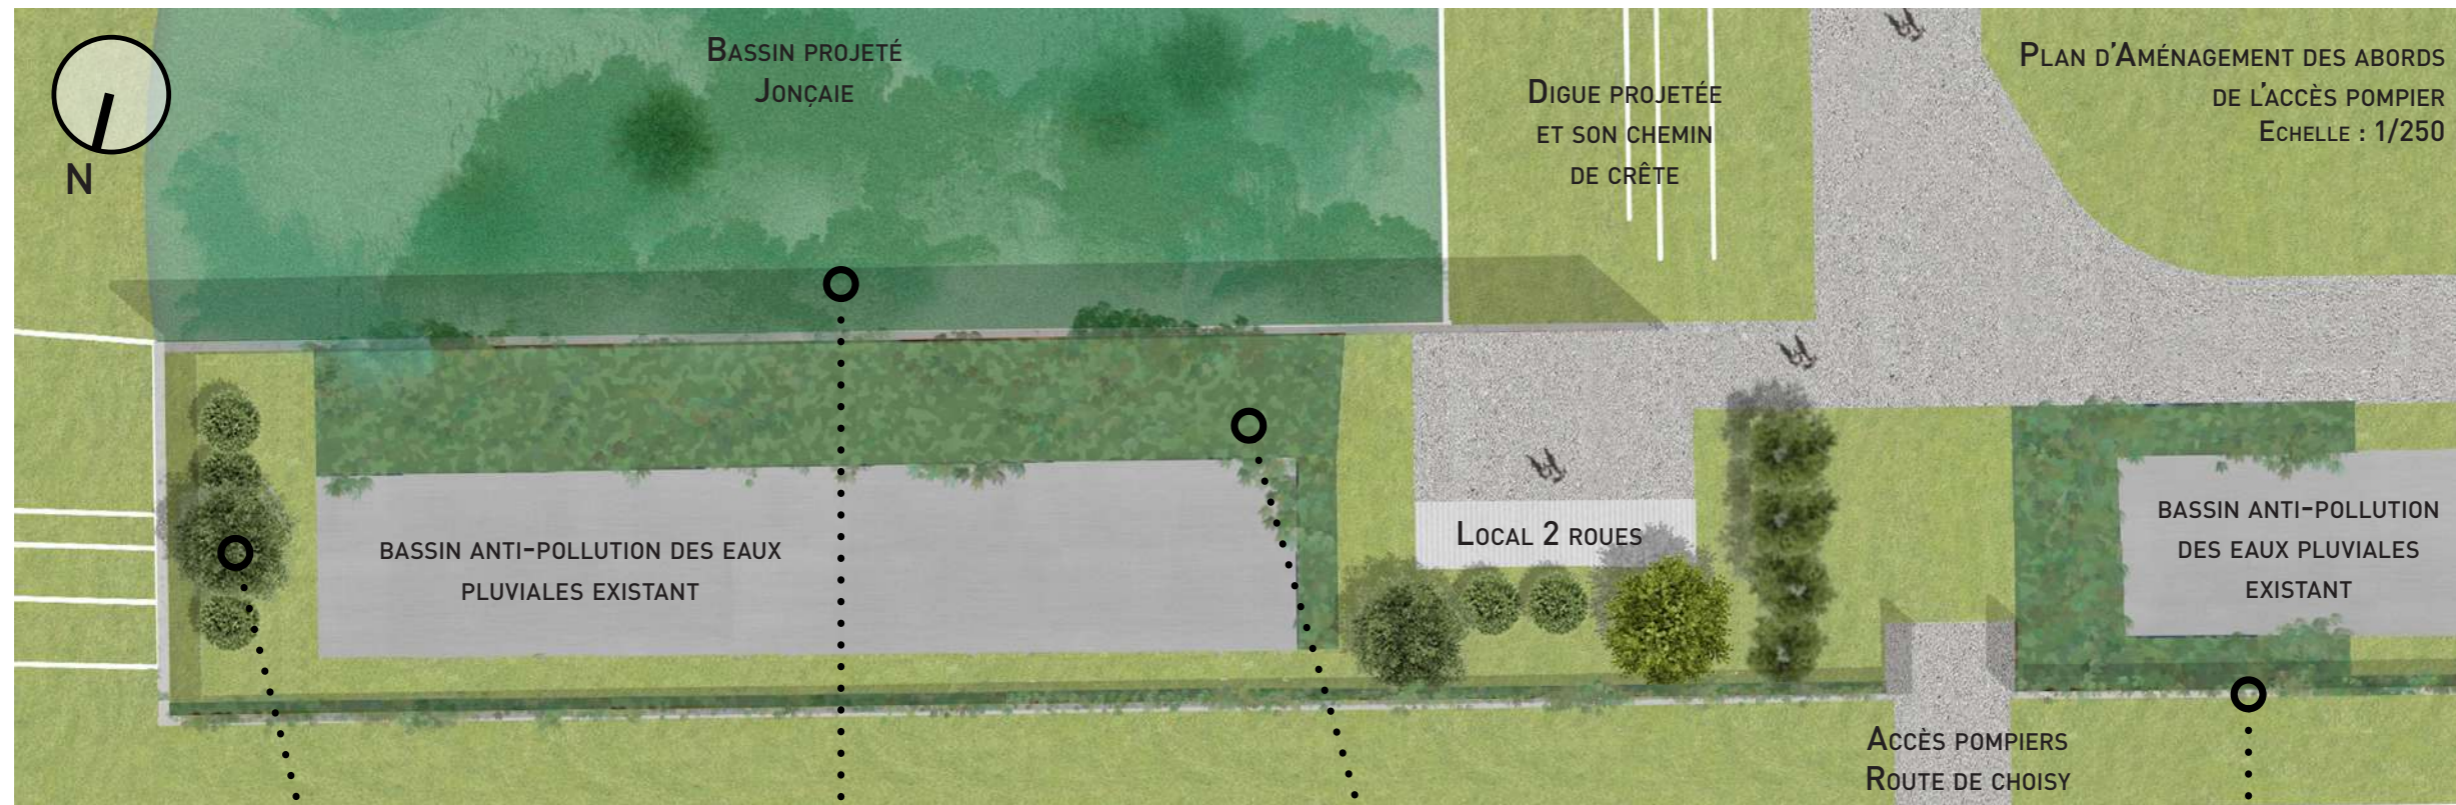 Bassin projeté
Jonçaie
Digue projetée
et son chemin
de crête
Plan d'Aménagement des abords
de l'accès pompier
Echelle : 1/250
N
Local 2 roues
bassin anti-pollution des eaux
pluviales existant
bassin anti-pollution
des eaux pluviales
existant
Accès pompiers
Route de choisy